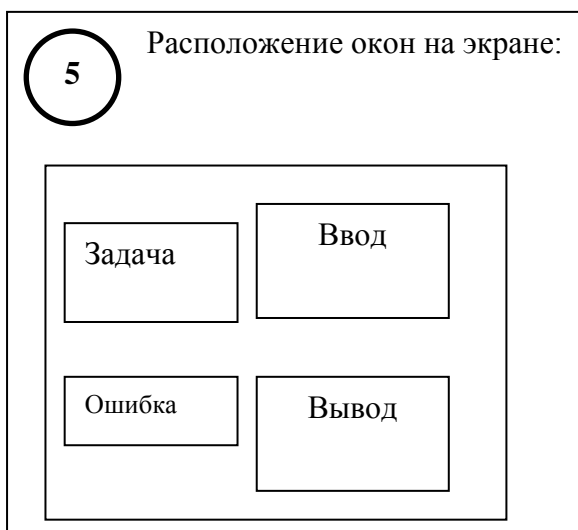 5
Расположение окон на экране:
Задача
Ввод
Ошибка
Вывод